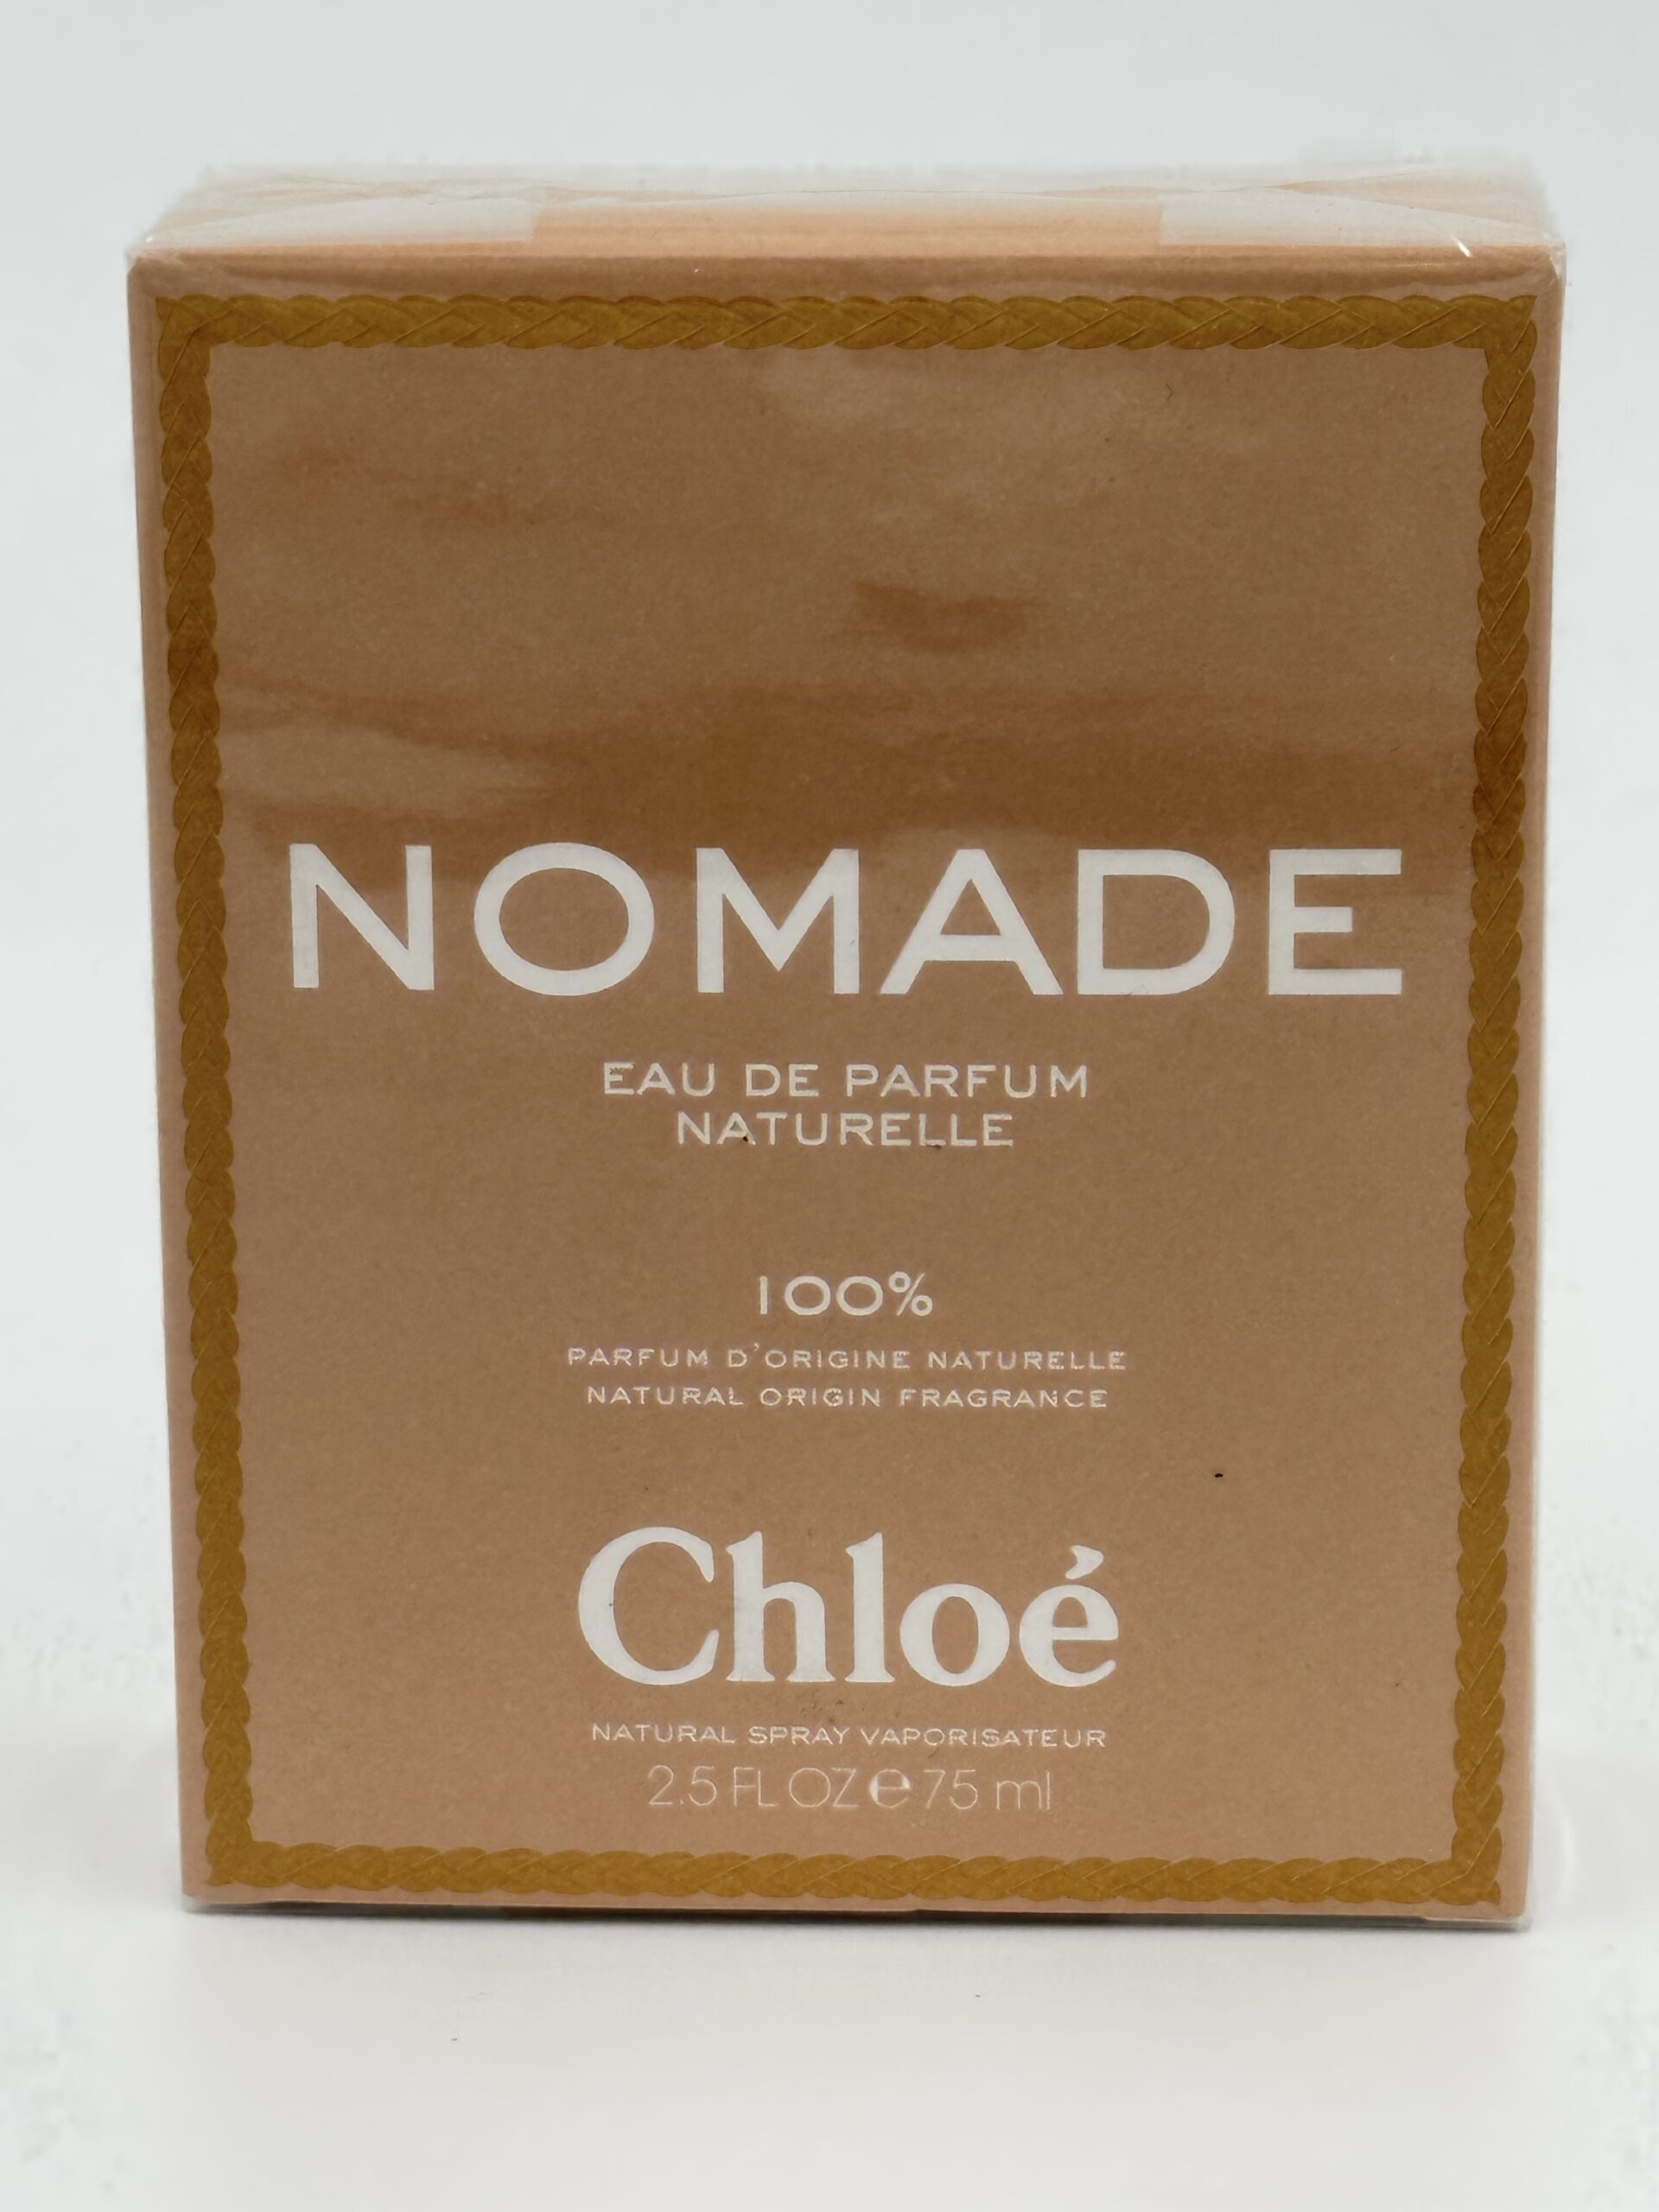 NOMADE
EAU DE PARFUM
NATURELLE
100%
PARFUM D'ORIGINE NATURELLE
NATURAL ORIGIN FRAGRANCE
Chloé
NATURAL SPRAY VAPORISATEUR
2.5 FL OZ ℮ 75 ml